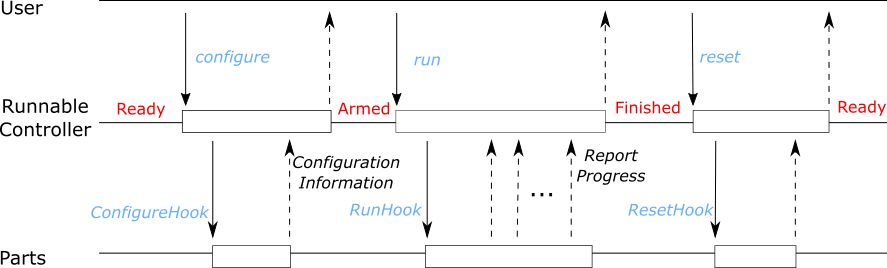 User
configure
run
reset
Runnable
Controller
Ready
Armed
Finished
Ready
Configuration
Information
Report
Progress
...
ConfigureHook
RunHook
ResetHook
Parts